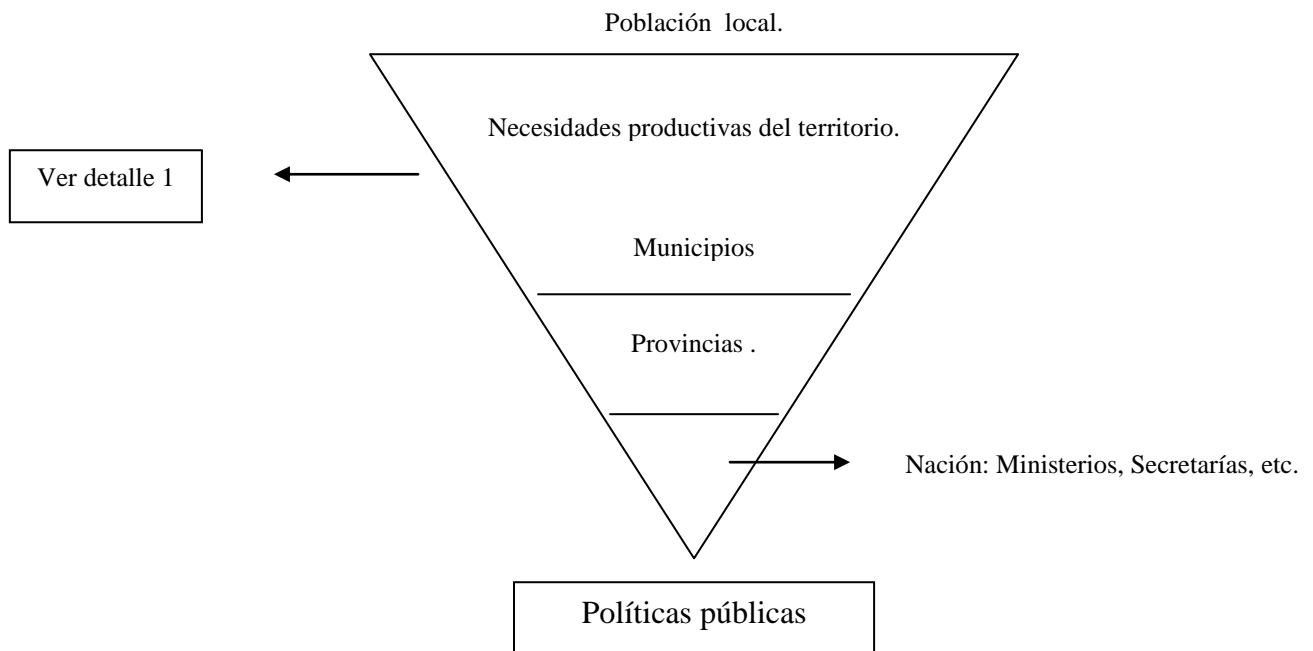 Población  local.
Necesidades productivas del territorio.
Ver detalle 1
Municipios
Provincias .
Nación: Ministerios, Secretarías, etc.
Políticas públicas